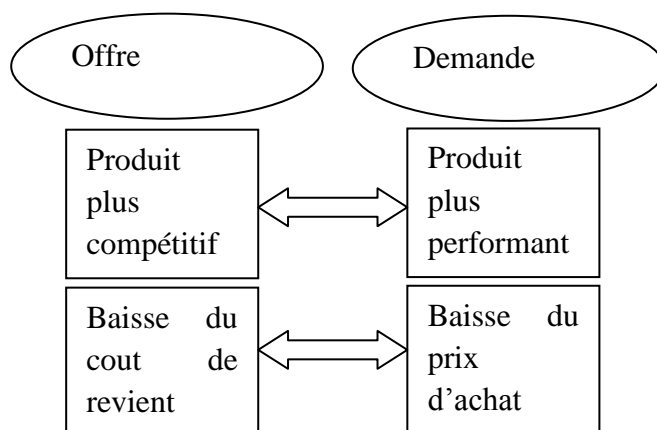 Offre
Demande
Produit
plus
compétitif
Produit
plus
performant
Baisse du
cout de
revient
Baisse du
prix
d'achat